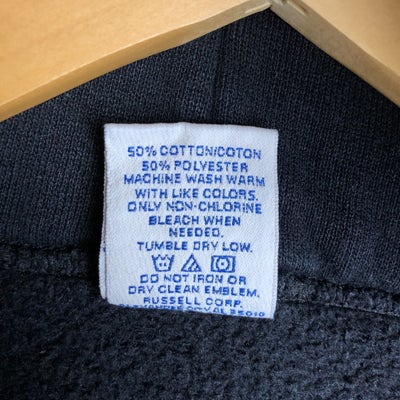 50% COTTON/COTON
50% POLYESTER
MACHINE WASH WARM
WITH LIKE COLORS.
ONLY NON-CHLORINE
BLEACH WHEN
NEEDED.
TUMBLE DRY LOW.
DO NOT IRON OR
DRY CLEAN EMBLEM.
RUSSELL CORP.